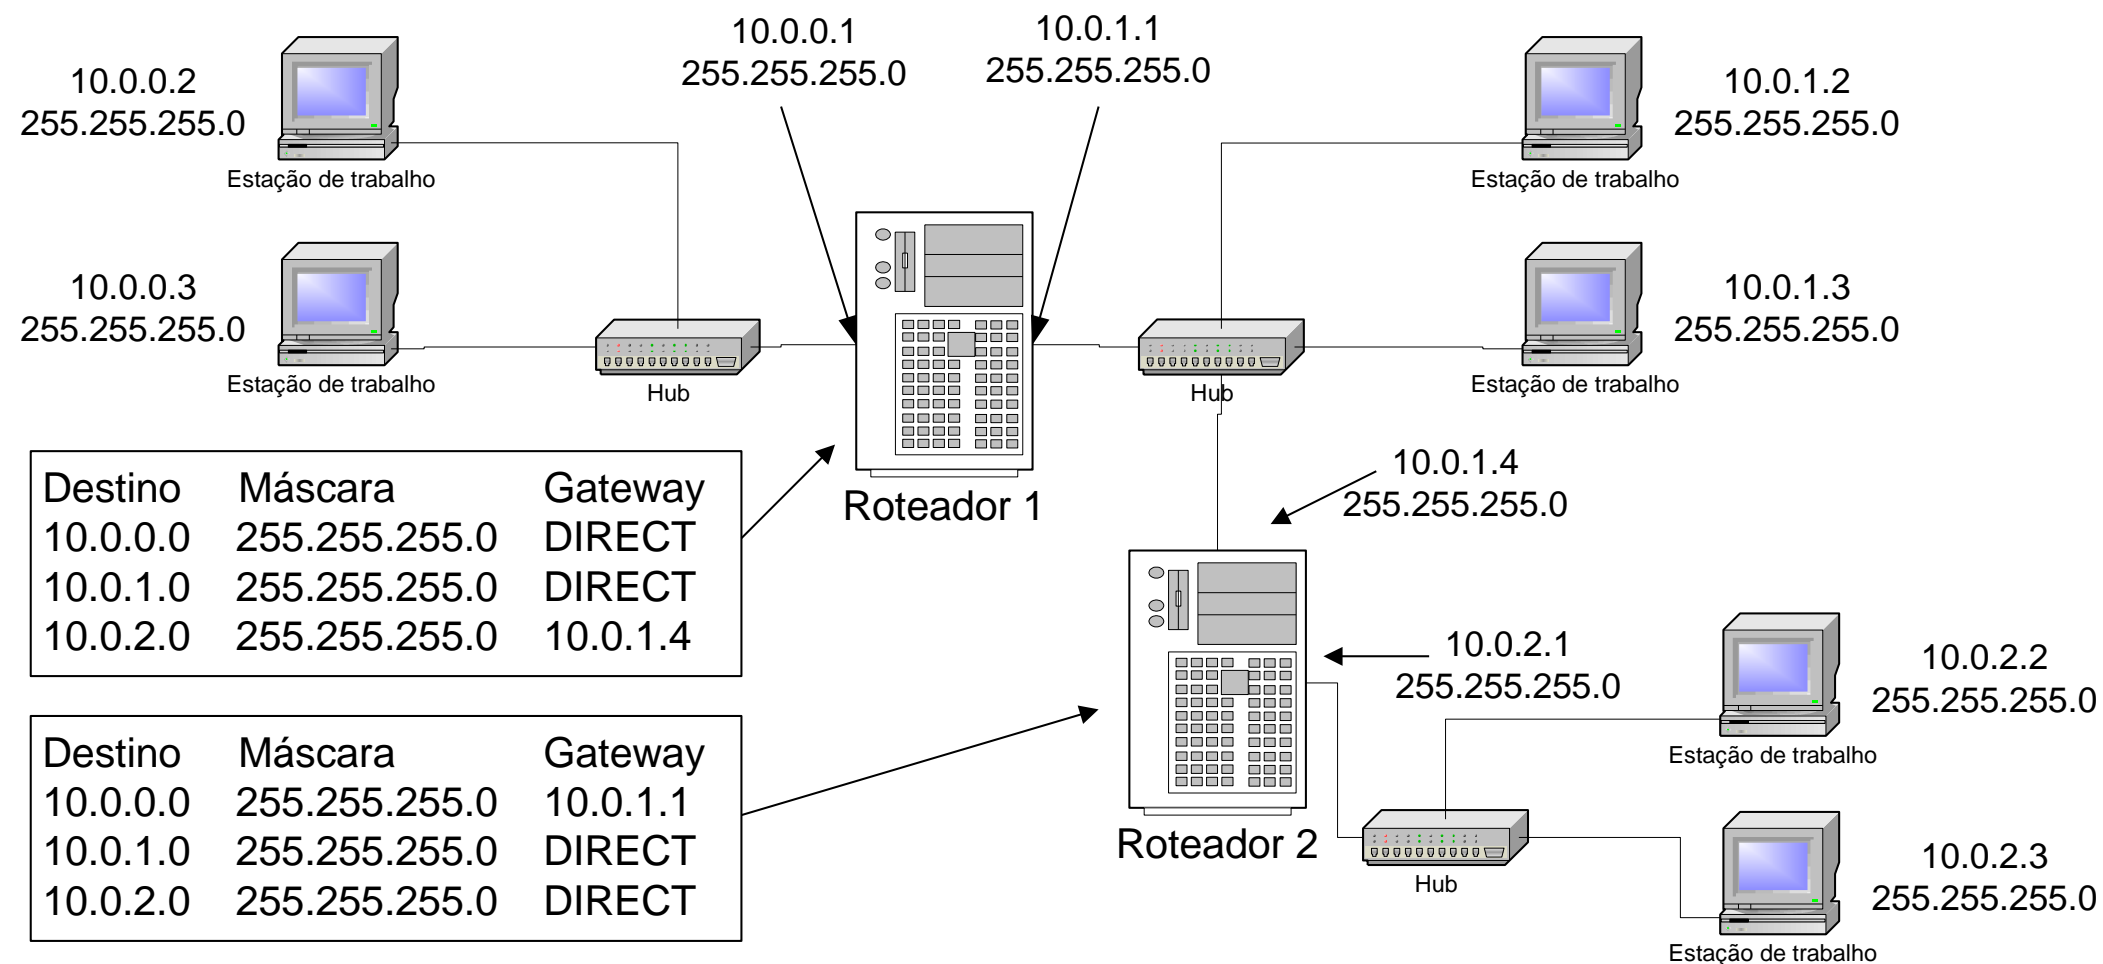 10.0.0.1
255.255.255.0
10.0.1.1
255.255.255.0
10.0.0.2
255.255.255.0
Estação de trabalho
10.0.1.2
255.255.255.0
Estação de trabalho
10.0.0.3
255.255.255.0
Estação de trabalho
Hub
Hub
10.0.1.3
255.255.255.0
Estação de trabalho
Roteador 1
10.0.1.4
255.255.255.0
Destino Máscara Gateway
10.0.0.0 255.255.255.0 DIRECT
10.0.1.0 255.255.255.0 DIRECT
10.0.2.0 255.255.255.0 10.0.1.4
10.0.2.1
255.255.255.0
10.0.2.2
255.255.255.0
Estação de trabalho
Destino Máscara Gateway
10.0.0.0 255.255.255.0 10.0.1.1
10.0.1.0 255.255.255.0 DIRECT
10.0.2.0 255.255.255.0 DIRECT
Roteador 2
Hub
10.0.2.3
255.255.255.0
Estação de trabalho